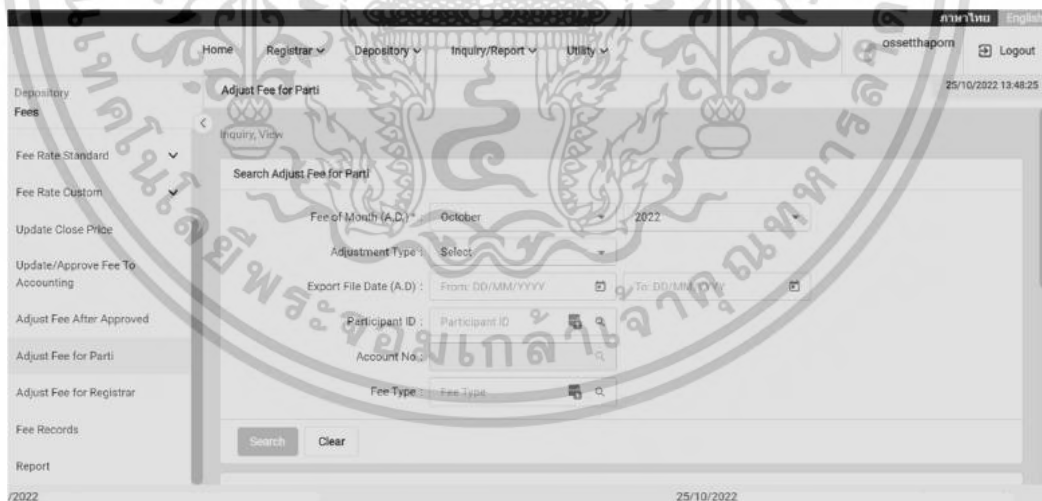 ภาษาไทย English
Home Registrar Depository Inquiry/Report Utility ossetthaporn Logout
Depository
Fees
Adjust Fee for Parti 25/10/2022 13:48:25
Inquiry, View
Fee Rate Standard
Fee Rate Custom
Update Close Price
Update/Approve Fee To
Accounting
Adjust Fee After Approved
Adjust Fee for Parti
Adjust Fee for Registrar
Fee Records
Report
Search Adjust Fee for Parti
Fee of Month (A.D.)* : October 2022
Adjustment Type : Select
Export File Date (A.D) : From: DD/MM/YYYY To: DD/MM/YYYY
Participant ID : Participant ID
Account No :
Fee Type : Fee Type
Search Clear
/2022 25/10/2022